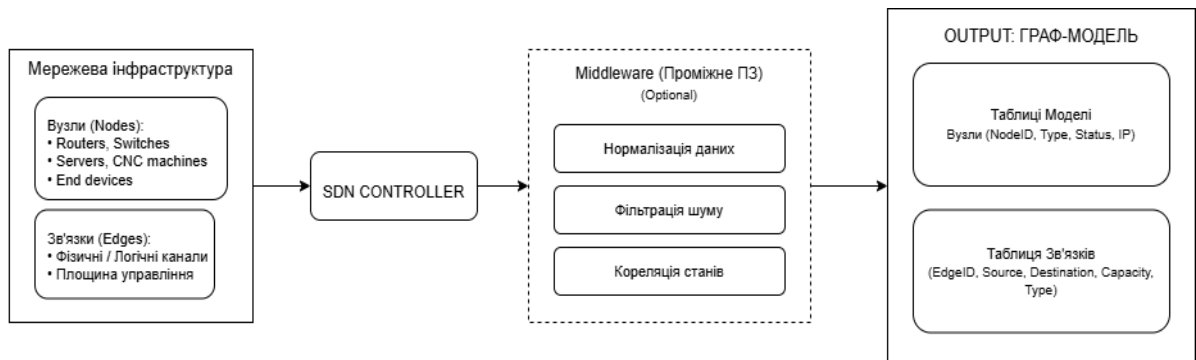 Мережева інфраструктура
Вузли (Nodes):
• Routers, Switches
• Servers, CNC machines
• End devices
Зв'язки (Edges):
• Фізичні / Логічні канали
• Площина управління
SDN CONTROLLER
Middleware (Проміжне ПЗ)
(Optional)
Нормалізація даних
Фільтрація шуму
Кореляція станів
OUTPUT: ГРАФ-МОДЕЛЬ
Таблиці Моделі
Вузли (NodeID, Type, Status, IP)
Таблиця Зв'язків
(EdgeID, Source, Destination, Capacity,
Type)